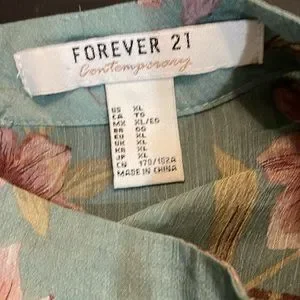 FOREVER 21
Contemporary
US XL
CA TG
MX XL/EG
BR GG
EU XL
UK XL
KR XL
JP XL
CN 170/102A
MADE IN CHINA